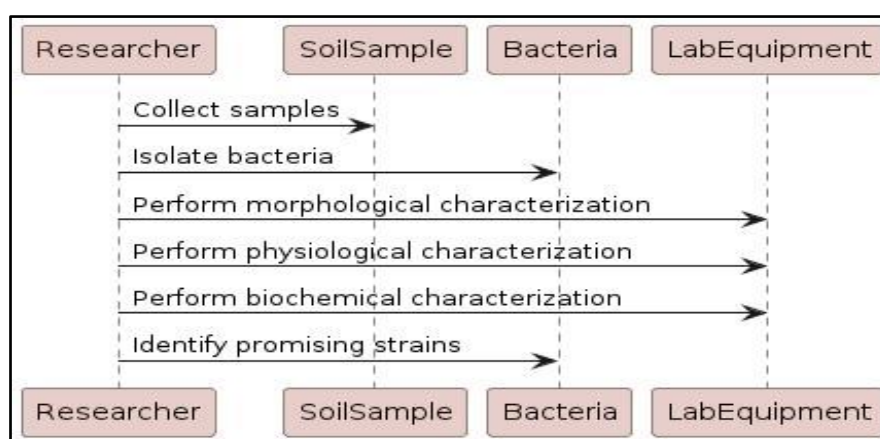 Researcher SoilSample Bacteria LabEquipment
Collect samples
Isolate bacteria
Perform morphological characterization
Perform physiological characterization
Perform biochemical characterization
Identify promising strains
Researcher SoilSample Bacteria LabEquipment